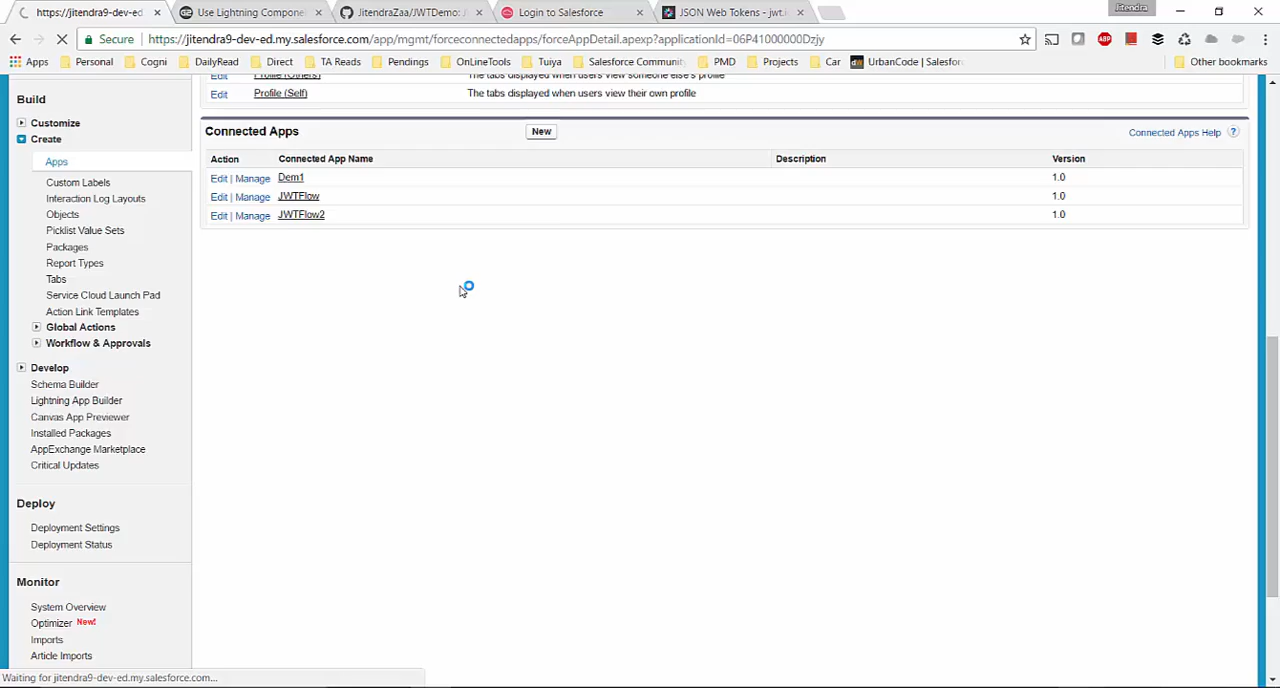 https://jitendra9-dev-ed
Use Lightning Compone
JitendraZaa/JWTDemo:
Login to Salesforce
JSON Web Tokens - jwt.i
Jitendra
Secure https://jitendra9-dev-ed.my.salesforce.com/app/mgmt/forceconnectedapps/forceAppDetail.apexp?applicationId=06P41000000Dzjy
Apps Personal Cogni DailyRead Direct TA Reads Pendings OnLineTools Tuiya Salesforce Community PMD Projects Car UrbanCode | Salesforc Other bookmarks
Edit Profile (Others) The tabs displayed when users view someone else's profile
Edit Profile (Self) The tabs displayed when users view their own profile
Build
Customize
Create
Apps
Custom Labels
Interaction Log Layouts
Objects
Picklist Value Sets
Packages
Report Types
Tabs
Service Cloud Launch Pad
Action Link Templates
Global Actions
Workflow & Approvals
Develop
Schema Builder
Lightning App Builder
Canvas App Previewer
Installed Packages
AppExchange Marketplace
Critical Updates
Deploy
Deployment Settings
Deployment Status
Monitor
System Overview
Optimizer New!
Imports
Article Imports
Connected Apps New Connected Apps Help ?
Action Connected App Name Description Version
Edit | Manage Dem1 1.0
Edit | Manage JWTFlow 1.0
Edit | Manage JWTFlow2 1.0
Waiting for jitendra9-dev-ed.my.salesforce.com...